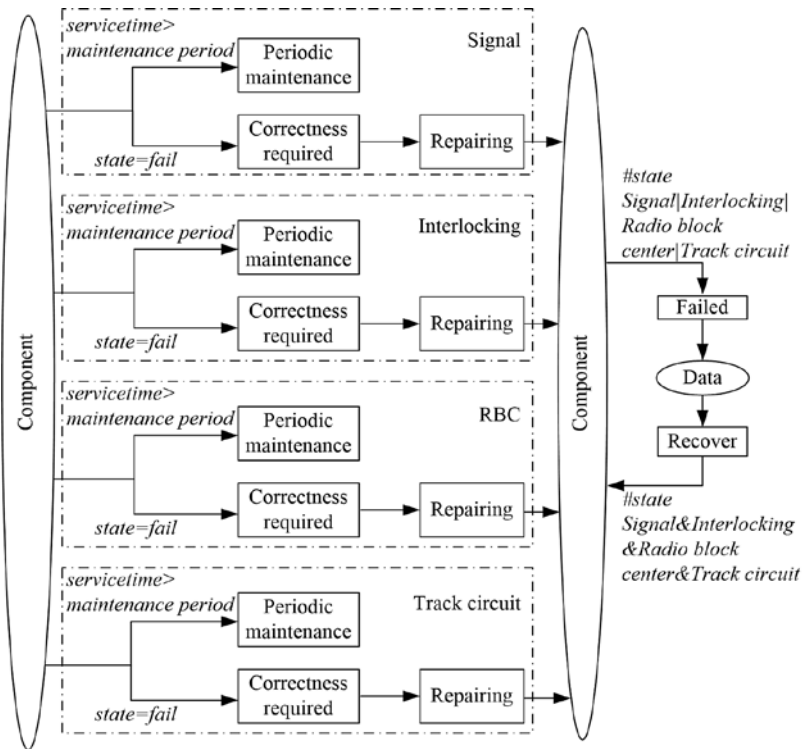 Component
servicetime>
maintenance period
Signal
Periodic
maintenance
Correctness
required
Repairing
state=fail
servicetime>
maintenance period
Interlocking
Periodic
maintenance
Correctness
required
Repairing
state=fail
servicetime>
maintenance period
RBC
Periodic
maintenance
Correctness
required
Repairing
state=fail
servicetime>
maintenance period
Track circuit
Periodic
maintenance
Correctness
required
Repairing
state=fail
Component
#state
Signal|Interlocking|
Radio block
center|Track circuit
Failed
Data
Recover
#state
Signal&Interlocking
&Radio block
center&Track circuit